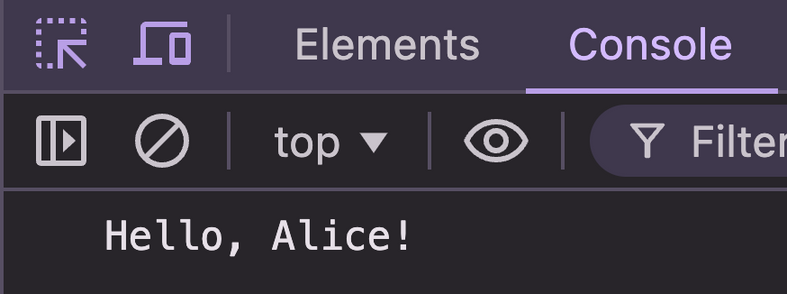 Elements Console
top Filter
Hello, Alice!